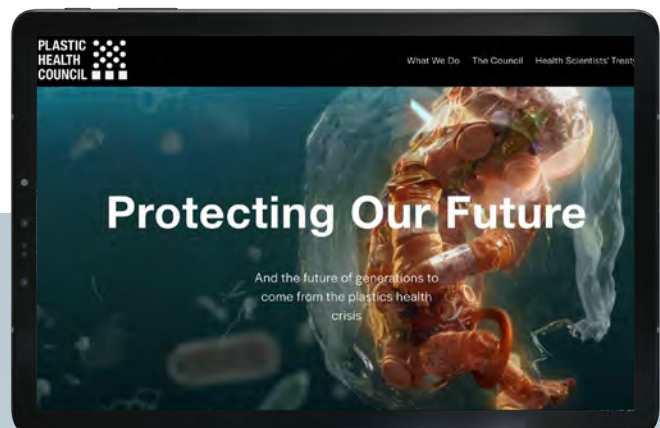 PLASTIC
HEALTH
COUNCIL
What We Do The Council Health Scientists' Treaty
Protecting Our Future
And the future of generations to
come from the plastics health
crisis